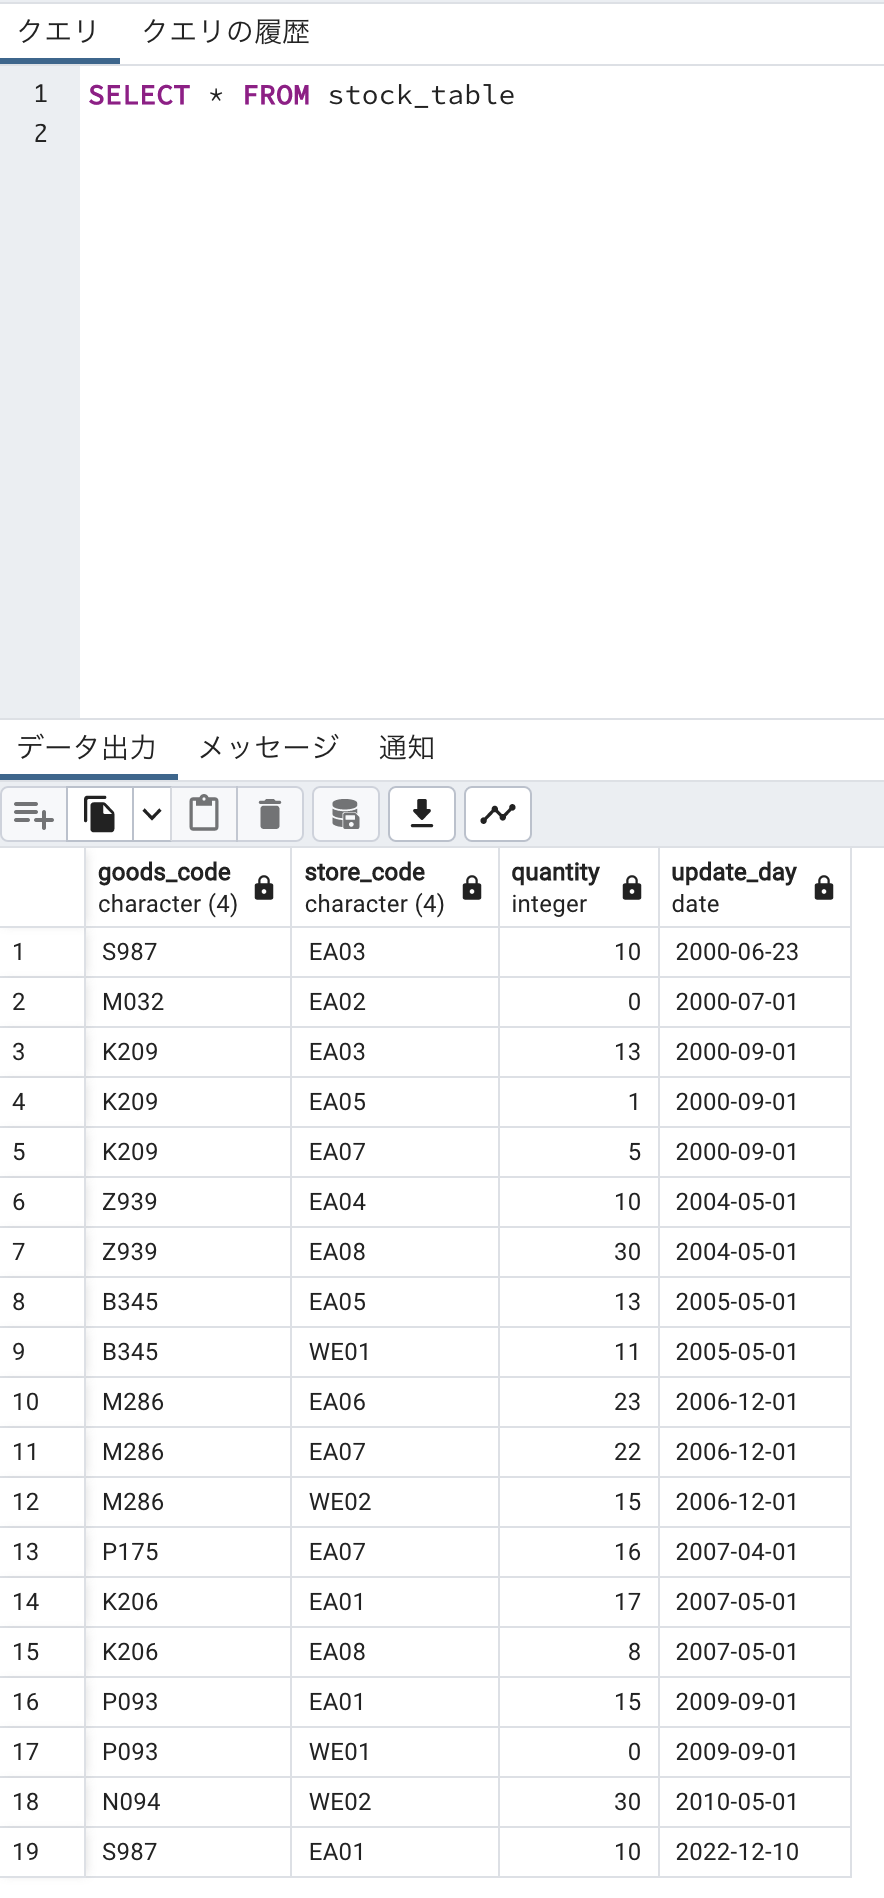 クエリ クエリの履歴
1 SELECT * FROM stock_table
2
データ出力 メッセージ 通知
goods_code store_code quantity update_day
character (4) character (4) integer date
1 S987 EA03 10 2000-06-23
2 M032 EA02 0 2000-07-01
3 K209 EA03 13 2000-09-01
4 K209 EA05 1 2000-09-01
5 K209 EA07 5 2000-09-01
6 Z939 EA04 10 2004-05-01
7 Z939 EA08 30 2004-05-01
8 B345 EA05 13 2005-05-01
9 B345 WE01 11 2005-05-01
10 M286 EA06 23 2006-12-01
11 M286 EA07 22 2006-12-01
12 M286 WE02 15 2006-12-01
13 P175 EA07 16 2007-04-01
14 K206 EA01 17 2007-05-01
15 K206 EA08 8 2007-05-01
16 P093 EA01 15 2009-09-01
17 P093 WE01 0 2009-09-01
18 N094 WE02 30 2010-05-01
19 S987 EA01 10 2022-12-10